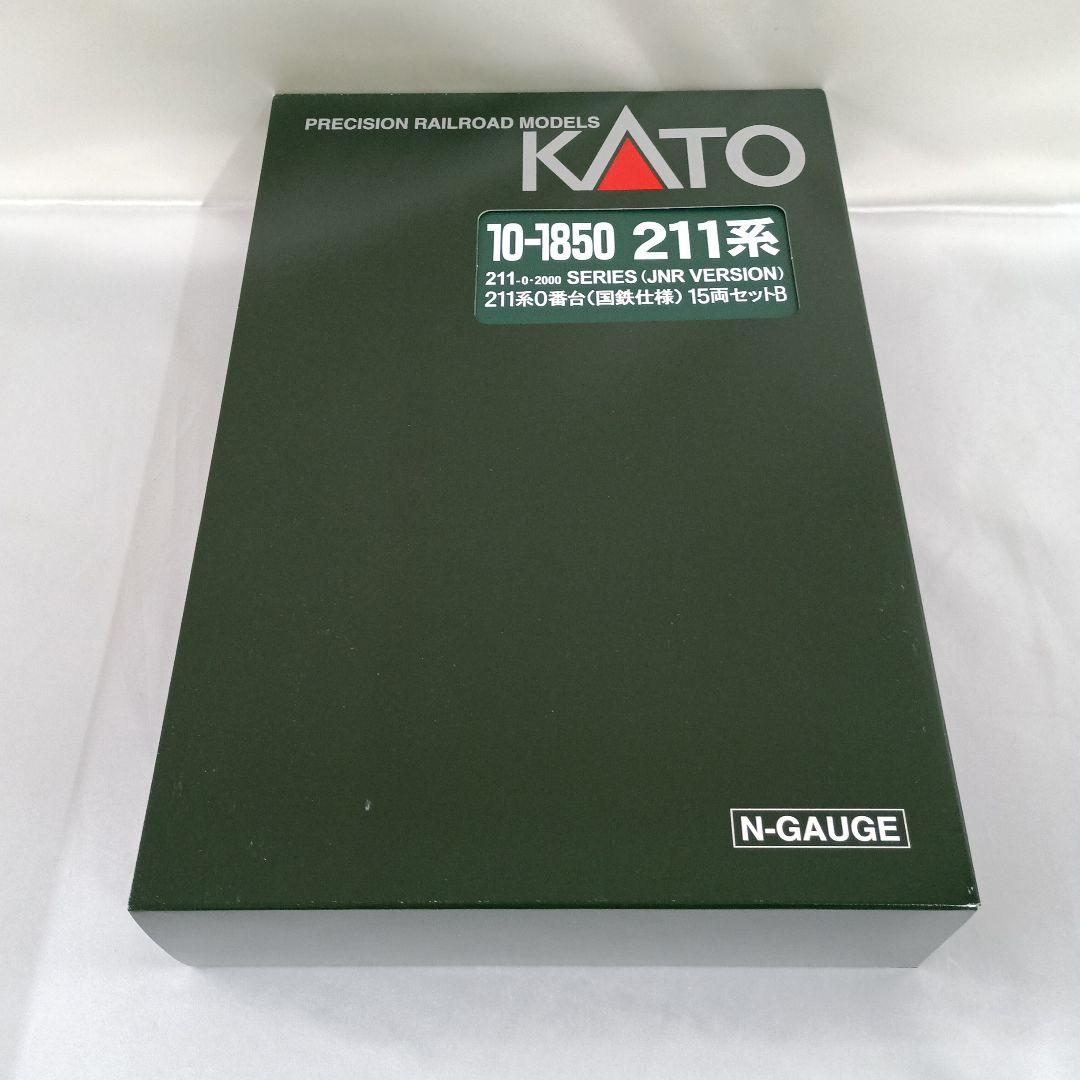 PRECISION RAILROAD MODELS
KATO
10-1850 211系
211-0・2000 SERIES (JNR VERSION)
211系0番台(国鉄仕様) 15両セットB
N-GAUGE